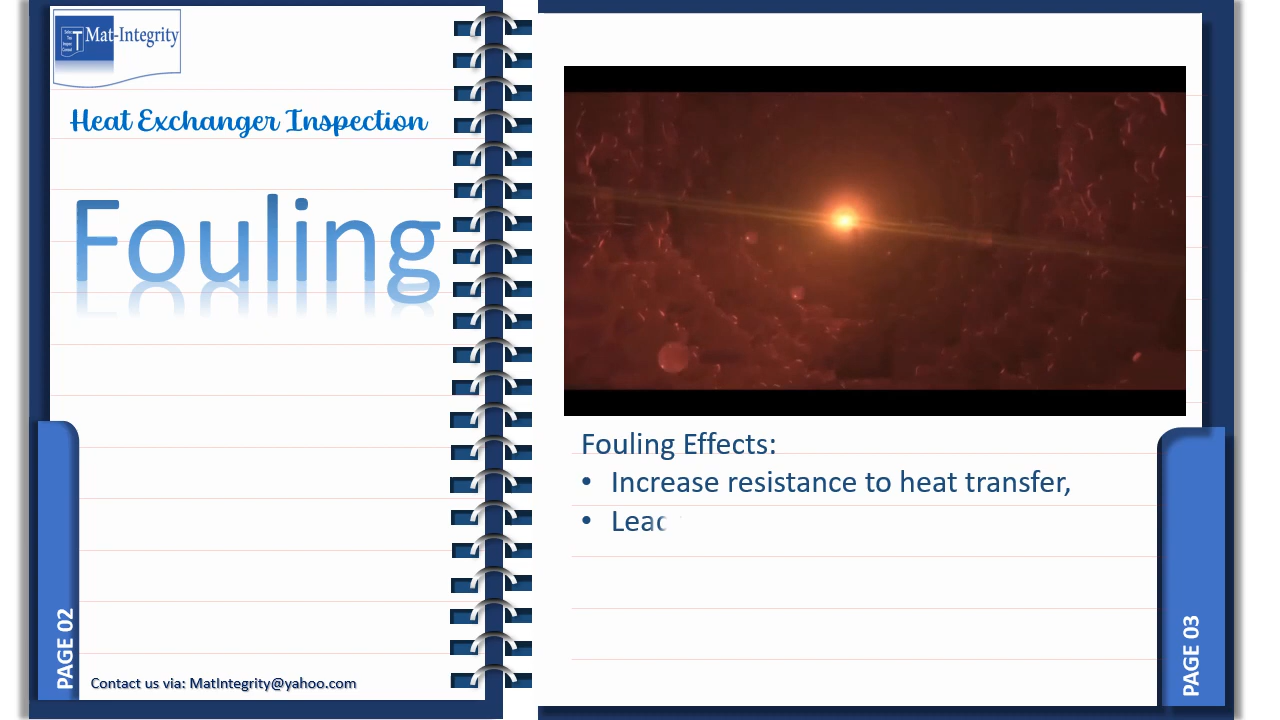 Mat-Integrity
Heat Exchanger Inspection
Fouling
PAGE 02
Contact us via: MatIntegrity@yahoo.com
Fouling Effects:
• Increase resistance to heat transfer,
• Lead
PAGE 03